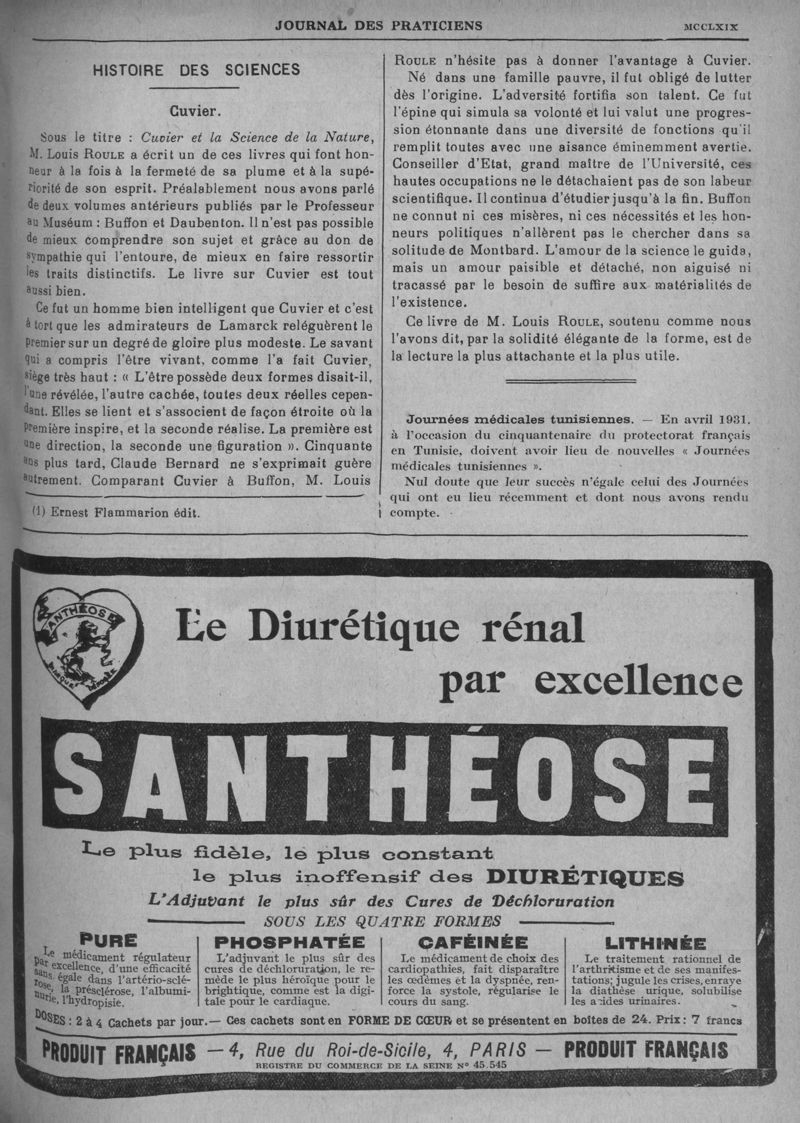 JOURNAL DES PRATICIENS
MCCLXIX
HISTOIRE DES SCIENCES
Cuvier.
Sous le titre : Cuvier et la Science de la Nature,
M. Louis ROULE a écrit un de ces livres qui font hon-
neur à la fois à la fermeté de sa plume et à la supé-
riorité de son esprit. Préalablement nous avons parlé
de deux volumes antérieurs publiés par le Professeur
au Muséum : Buffon et Daubenton. Il n'est pas possible
de mieux comprendre son sujet et grâce au don de
sympathie qui l'entoure, de mieux en faire ressortir
les traits distinctifs. Le livre sur Cuvier est tout
aussi bien.
Ce fut un homme bien intelligent que Cuvier et c'est
à tort que les admirateurs de Lamarck reléguèrent le
premier sur un degré de gloire plus modeste. Le savant
qui a compris l'être vivant, comme l'a fait Cuvier,
siège très haut : « L'être possède deux formes disait-il,
l'une révélée, l'autre cachée, toutes deux réelles cepen-
dant. Elles se lient et s'associent de façon étroite où la
première inspire, et la seconde réalise. La première est
une direction, la seconde une figuration ». Cinquante
ans plus tard, Claude Bernard ne s'exprimait guère
autrement. Comparant Cuvier à Buffon, M. Louis
(1) Ernest Flammarion édit.
ROULE n'hésite pas à donner l'avantage à Cuvier.
Né dans une famille pauvre, il fut obligé de lutter
dès l'origine. L'adversité fortifia son talent. Ce fut
l'épine qui simula sa volonté et lui valut une progres-
sion étonnante dans une diversité de fonctions qu'il
remplit toutes avec une aisance éminemment avertie.
Conseiller d'Etat, grand maître de l'Université, ces
hautes occupations ne le détachaient pas de son labeur
scientifique. Il continua d'étudier jusqu'à la fin. Buffon
ne connut ni ces misères, ni ces nécessités et les hon-
neurs politiques n'allèrent pas le chercher dans sa
solitude de Montbard. L'amour de la science le guida,
mais un amour paisible et détaché, non aiguisé ni
tracassé par le besoin de suffire aux matérialités de
l'existence.
Ce livre de M. Louis ROULE, soutenu comme nous
l'avons dit, par la solidité élégante de la forme, est de
la lecture la plus attachante et la plus utile.
Journées médicales tunisiennes. — En avril 1931,
à l'occasion du cinquantenaire du protectorat français
en Tunisie, doivent avoir lieu de nouvelles « Journées
médicales tunisiennes ».
Nul doute que leur succès n'égale celui des Journées
qui ont eu lieu récemment et dont nous avons rendu
compte.
SANTHÉOSE
Le Diurétique rénal
par excellence
SANTHÉOSE
Le plus fidèle, le plus constant
le plus inoffensif des DIURÉTIQUES
L'Adjuvant le plus sûr des Cures de Déchloruration
SOUS LES QUATRE FORMES
PURE
Le médicament régulateur
par excellence, d'une efficacité
sans égale dans l'artério-sclé-
rose, la présclérose, l'albumi-
nurie, l'hydropisie.
PHOSPHATÉE
L'adjuvant le plus sûr des
cures de déchloruration, le re-
mède le plus héroïque pour le
brightique, comme est la digi-
tale pour le cardiaque.
CAFÉINÉE
Le médicament de choix des
cardiopathies, fait disparaître
les œdèmes et la dyspnée, ren-
force la systole, régularise le
cours du sang.
LITHINÉE
Le traitement rationnel de
l'arthritisme et de ses manifes-
tations; jugule les crises, enraye
la diathèse urique, solubilise
les acides urinaires.
DOSES : 2 à 4 Cachets par jour. — Ces cachets sont en FORME DE CŒUR et se présentent en boîtes de 24. Prix : 7 francs
PRODUIT FRANÇAIS — 4, Rue du Roi-de-Sicile, 4, PARIS — PRODUIT FRANÇAIS
REGISTRE DU COMMERCE DE LA SEINE N° 45.545